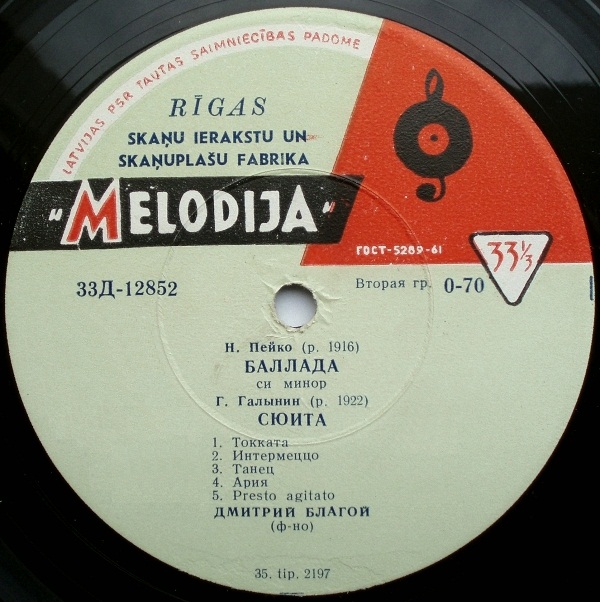 LATVIJAS PSR TAUTAS SAIMNIECĪBAS PADOME
RĪGAS
SKAŅU IERAKSTU UN
SKAŅUPLAŠU FABRIKA
"MELODIJA"
ГОСТ-5289-61
33⅓
33Д-12852
Вторая гр. 0-70
Н. Пейко (р. 1916)
БАЛЛАДА
си минор
Г. Галынин (р. 1922)
СЮИТА
1. Токката
2. Интермеццо
3. Танец
4. Ария
5. Presto agitato
ДМИТРИЙ БЛАГОЙ
(ф-но)
35. tip. 2197